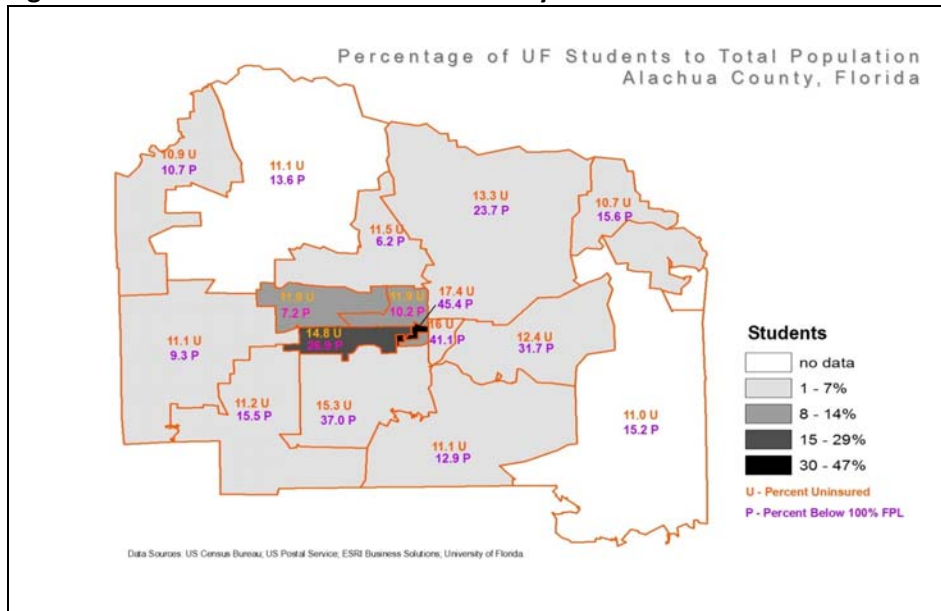 Percentage of UF Students to Total Population
Alachua County, Florida
10.9 U
10.7 P
11.1 U
13.6 P
13.3 U
23.7 P
10.7 U
15.6 P
11.5 U
6.2 P
17.4 U
45.4 P
11.9 U
7.2 P
11.9 U
10.2 P
16 U
41.1 P
14.8 U
26.9 P
12.4 U
31.7 P
11.1 U
9.3 P
11.2 U
15.5 P
15.3 U
37.0 P
11.1 U
12.9 P
11.0 U
15.2 P
Students
no data
1 - 7%
8 - 14%
15 - 29%
30 - 47%
U - Percent Uninsured
P - Percent Below 100% FPL
Data Sources: US Census Bureau; US Postal Service; ESRI Business Solutions; University of Florida